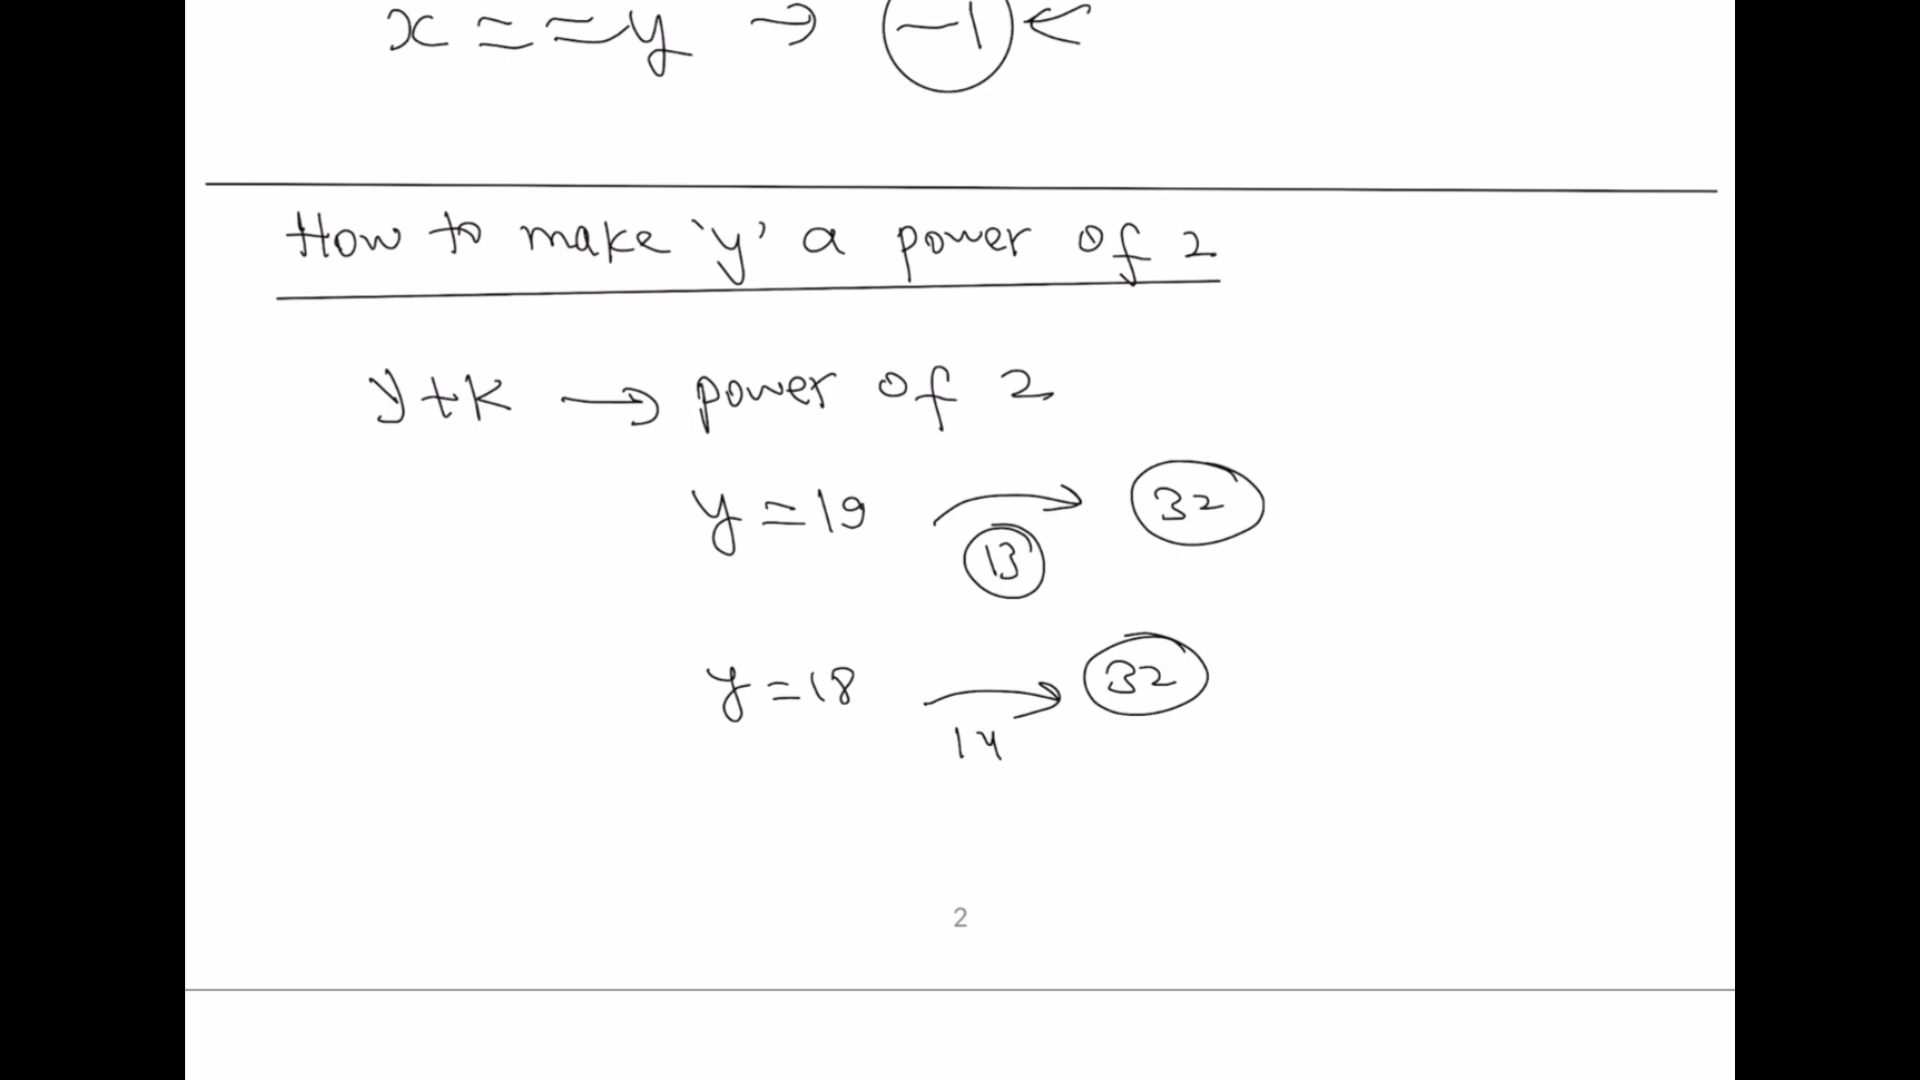 x = = y → -1 ←
How to make 'y' a power of 2
y+k → power of 2
y = 19 → 32
13
y = 18 → 32
14
2